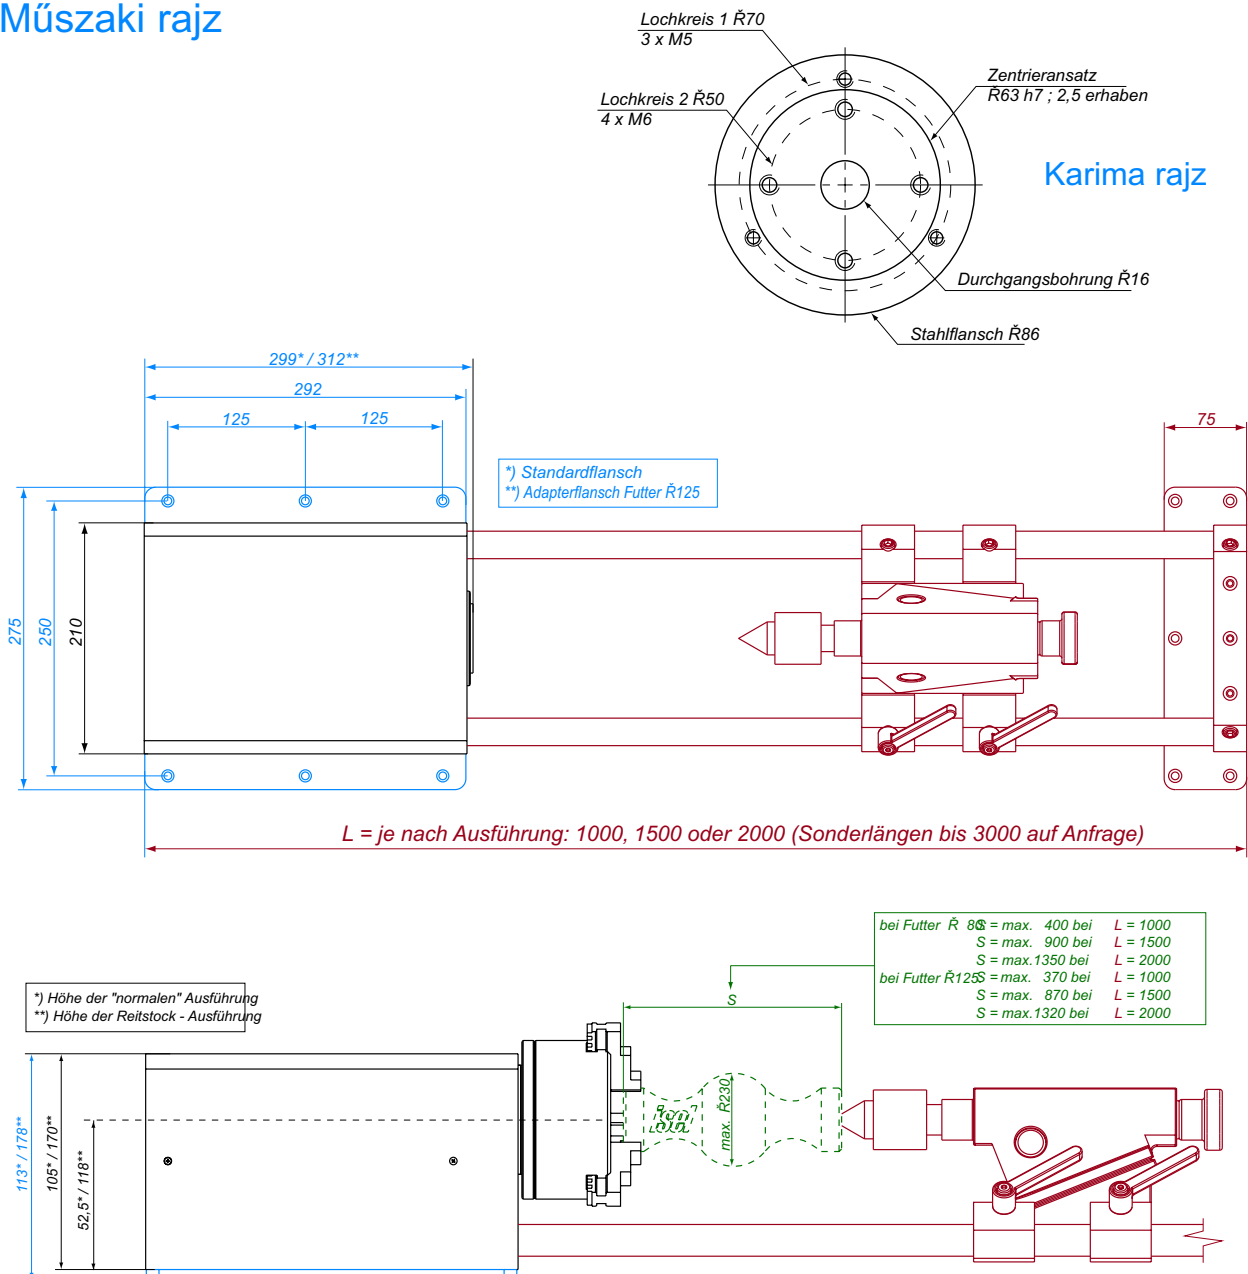 Műszaki rajz
Lochkreis 1 Ř70
3 x M5
Lochkreis 2 Ř50
4 x M6
Zentrieransatz
Ř63 h7 ; 2,5 erhaben
Karima rajz
Durchgangsbohrung Ř16
Stahlflansch Ř86
299* / 312**
292
125
125
75
*) Standardflansch
**) Adapterflansch Futter Ř125
275
250
210
L = je nach Ausführung: 1000, 1500 oder 2000 (Sonderlängen bis 3000 auf Anfrage)
bei Futter Ř 80 S = max. 400 bei L = 1000
S = max. 900 bei L = 1500
S = max.1350 bei L = 2000
bei Futter Ř125 S = max. 370 bei L = 1000
S = max. 870 bei L = 1500
S = max.1320 bei L = 2000
*) Höhe der "normalen" Ausführung
**) Höhe der Reitstock - Ausführung
S
max. Ř230
isel
113* / 178**
105* / 170**
52,5* / 118**